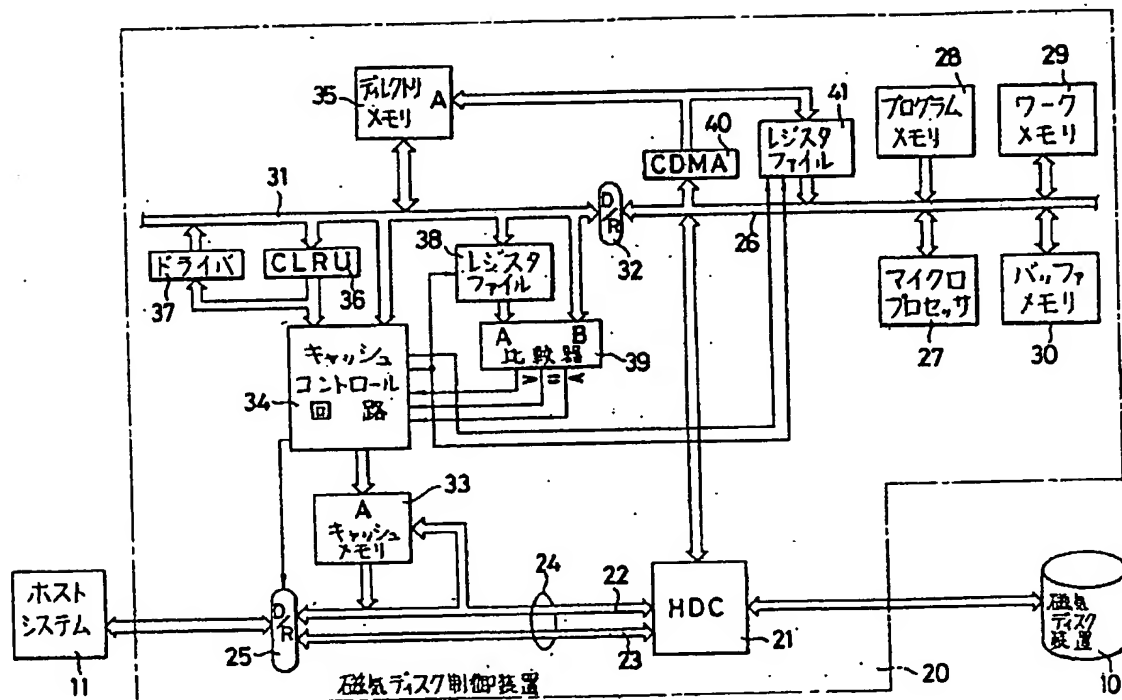 28
29
ディレクトリ
メモリ
A
35
41
プログラム
メモリ
ワーク
メモリ
40
レジスタ
ファイル
CDMA
31
D/R
32
26
38
ドライバ
37
CLRU
36
レジスタ
ファイル
マイクロ
プロセッサ
27
バッファ
メモリ
30
A B
比較器
39
> = <
キャッシュ
コントロール
回路
34
33
A
キャッシュ
メモリ
ホスト
システム
11
D/R
25
24
22
23
HDC
21
磁気
ディスク
装置
10
20
磁気ディスク制御装置